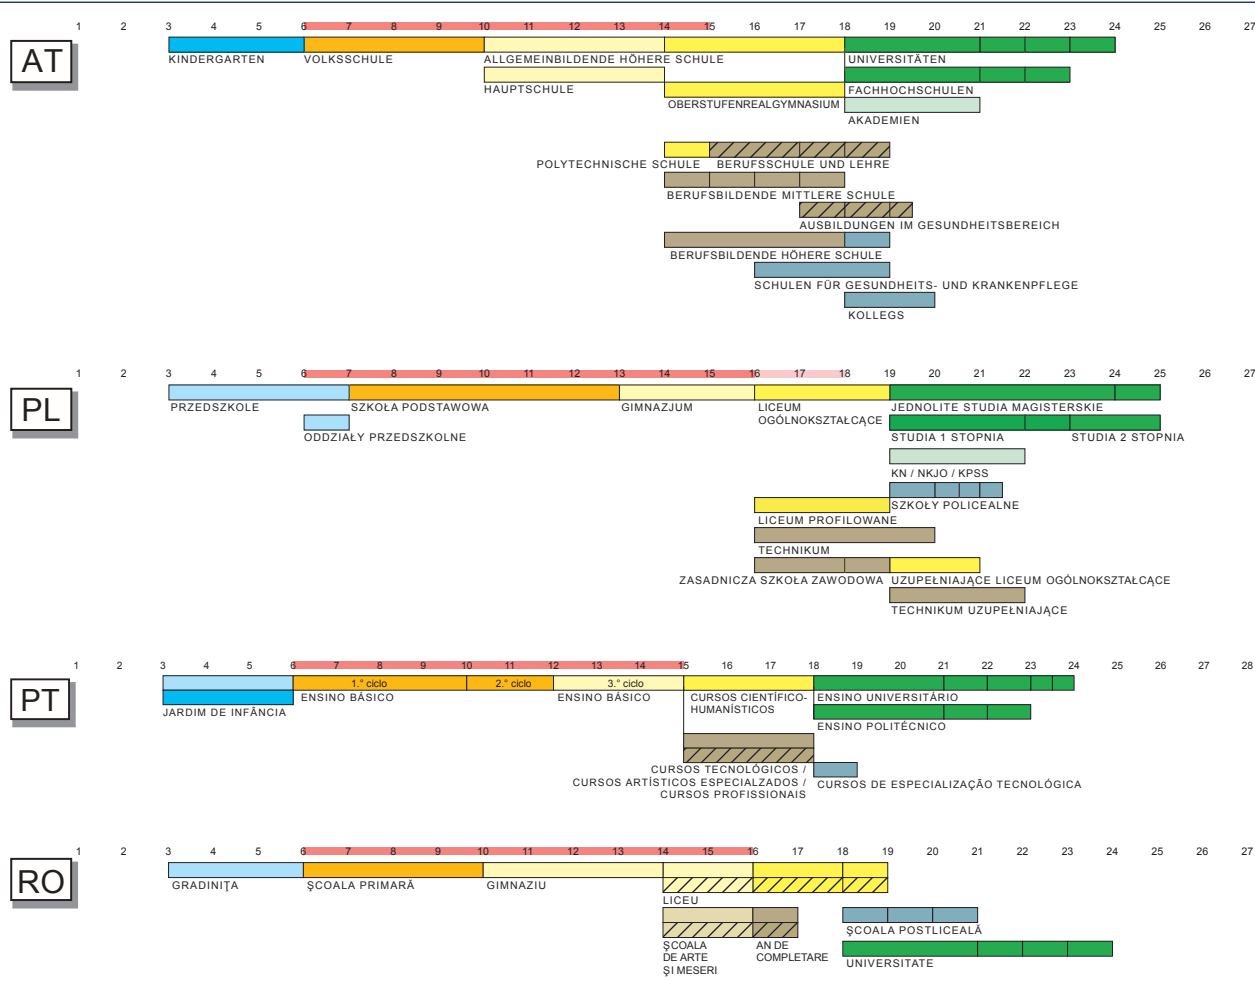 1 2 3 4 5 6 7 8 9 10 11 12 13 14 15 16 17 18 19 20 21 22 23 24 25 26 27
AT
KINDERGARTEN VOLKSSCHULE ALLGEMEINBILDENDE HÖHERE SCHULE UNIVERSITÄTEN
HAUPTSCHULE FACHHOCHSCHULEN
OBERSTUFENREALGYMNASIUM
AKADEMIEN
POLYTECHNISCHE SCHULE BERUFSSCHULE UND LEHRE
BERUFSBILDENDE MITTLERE SCHULE
AUSBILDUNGEN IM GESUNDHEITSBEREICH
BERUFSBILDENDE HÖHERE SCHULE
SCHULEN FÜR GESUNDHEITS- UND KRANKENPFLEGE
KOLLEGS
1 2 3 4 5 6 7 8 9 10 11 12 13 14 15 16 17 18 19 20 21 22 23 24 25 26 27
PL
PRZEDSZKOLE SZKOŁA PODSTAWOWA GIMNAZJUM LICEUM JEDNOLITE STUDIA MAGISTERSKIE
OGÓLNOKSZTAŁCĄCE
ODDZIAŁY PRZEDSZKOLNE STUDIA 1 STOPNIA STUDIA 2 STOPNIA
KN / NKJO / KPSS
SZKOŁY POLICEALNE
LICEUM PROFILOWANE
TECHNIKUM
ZASADNICZA SZKOŁA ZAWODOWA UZUPEŁNIAJĄCE LICEUM OGÓLNOKSZTAŁCĄCE
TECHNIKUM UZUPEŁNIAJĄCE
1 2 3 4 5 6 7 8 9 10 11 12 13 14 15 16 17 18 19 20 21 22 23 24 25 26 27 28
PT
1.° ciclo 2.° ciclo 3.° ciclo
ENSINO BÁSICO ENSINO BÁSICO CURSOS CIENTÍFICO- ENSINO UNIVERSITÁRIO
HUMANÍSTICOS
JARDIM DE INFÂNCIA
ENSINO POLITÉCNICO
CURSOS TECNOLÓGICOS /
CURSOS ARTÍSTICOS ESPECIALZADOS / CURSOS DE ESPECIALIZAÇÃO TECNOLÓGICA
CURSOS PROFISSIONAIS
1 2 3 4 5 6 7 8 9 10 11 12 13 14 15 16 17 18 19 20 21 22 23 24 25 26 27
RO
GRADINIŢA ŞCOALA PRIMARĂ GIMNAZIU
LICEU
ŞCOALA POSTLICEALĂ
ŞCOALA AN DE
DE ARTE COMPLETARE
ŞI MESERI
UNIVERSITATE